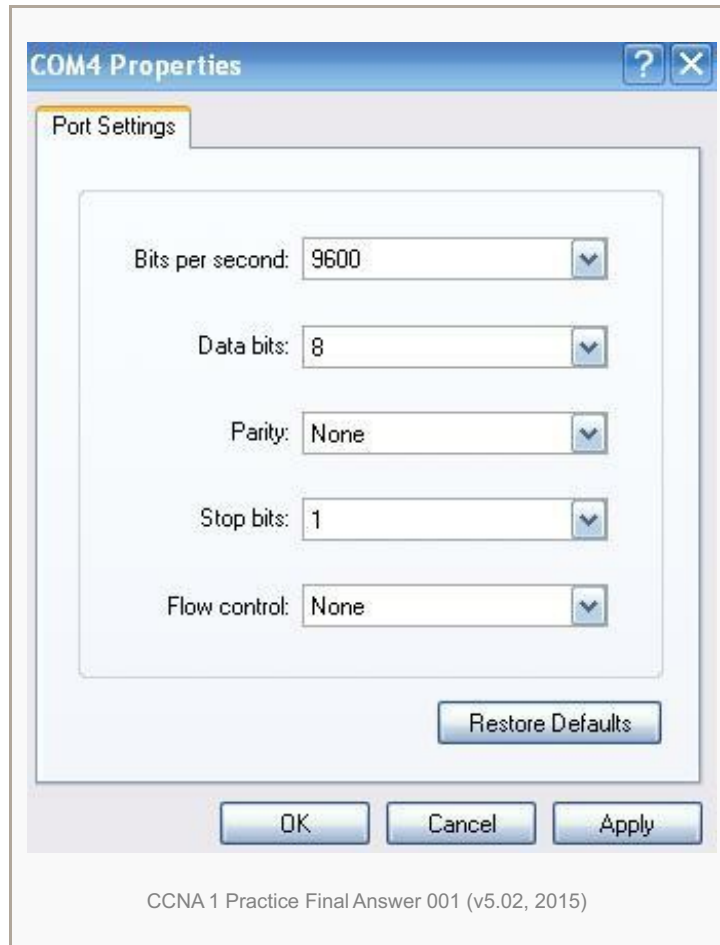 COM4 Properties
Port Settings
Bits per second: 9600
Data bits: 8
Parity: None
Stop bits: 1
Flow control: None
Restore Defaults
OK Cancel Apply
CCNA 1 Practice Final Answer 001 (v5.02, 2015)